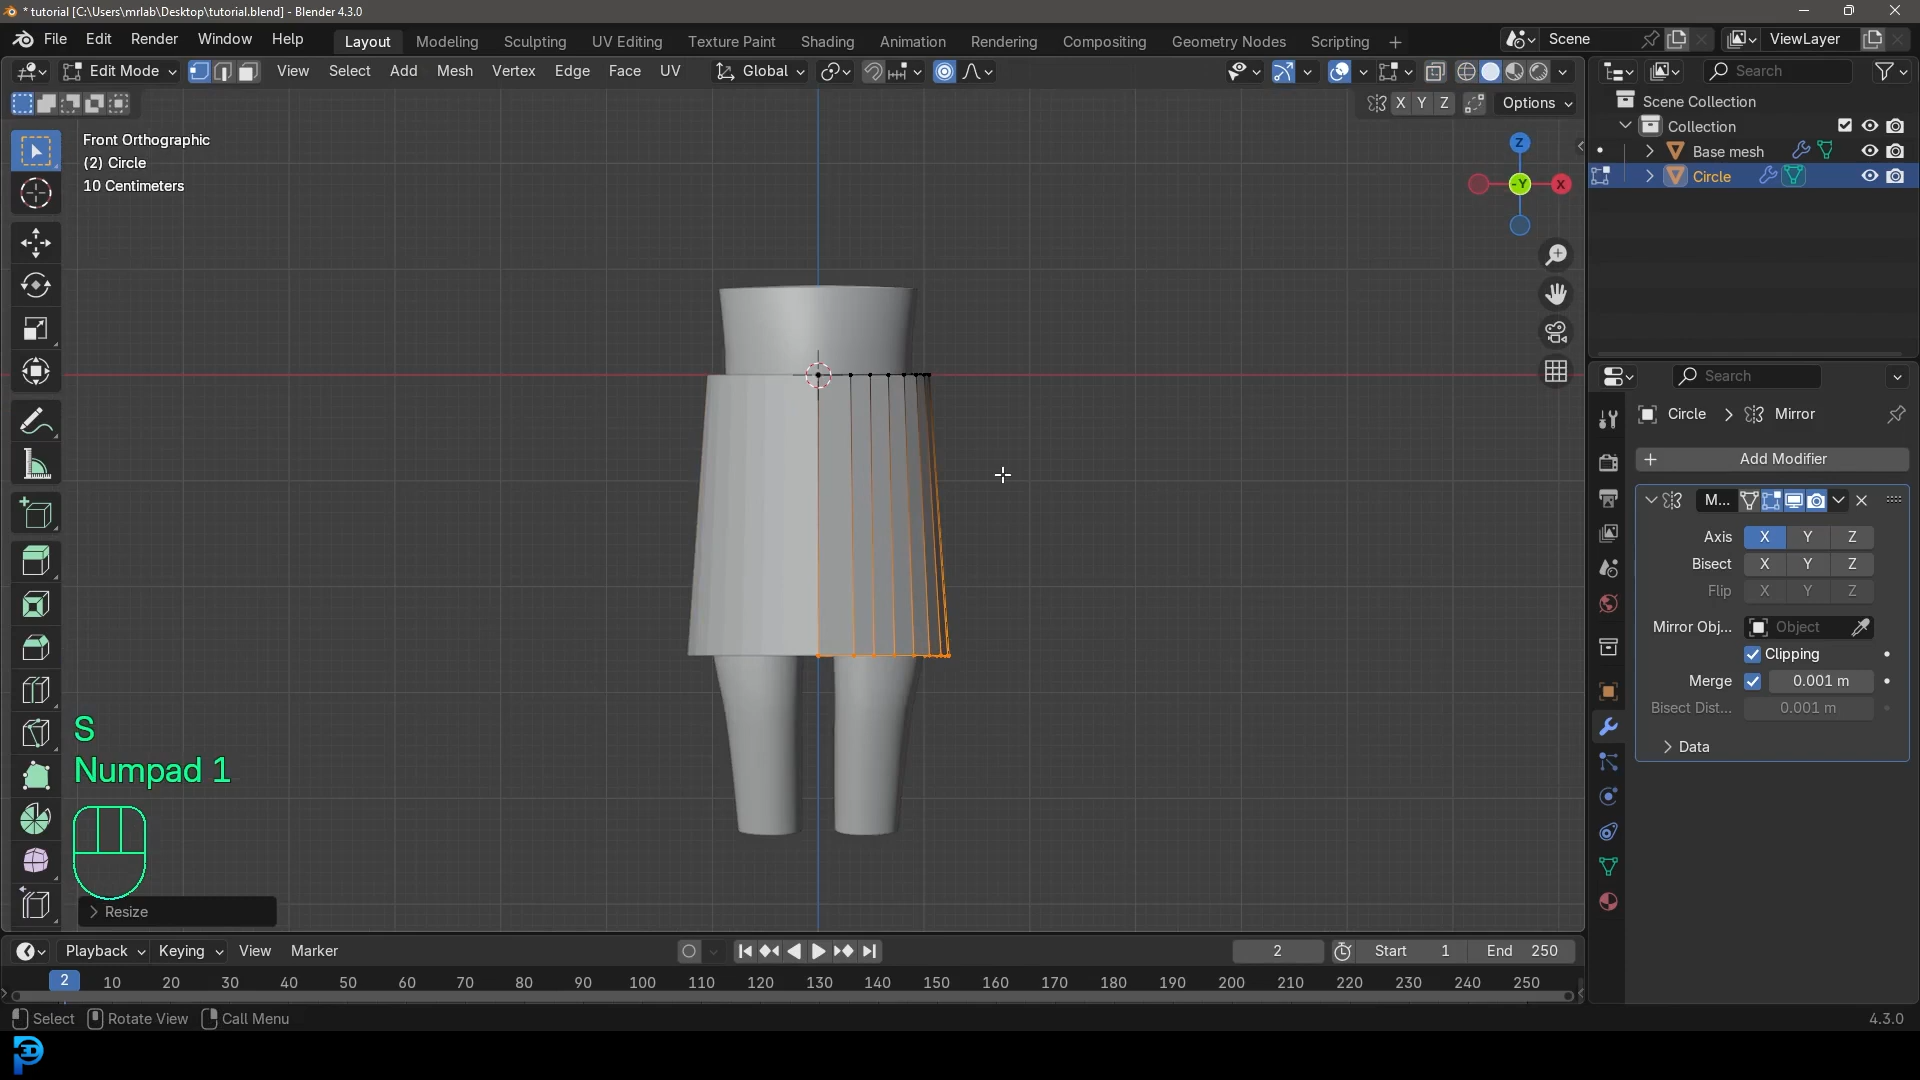 * tutorial [C:\Users\mrlab\Desktop\tutorial.blend] - Blender 4.3.0
File Edit Render Window Help
Layout Modeling Sculpting UV Editing Texture Paint Shading Animation Rendering Compositing Geometry Nodes Scripting +
Scene
ViewLayer
Edit Mode View Select Add Mesh Vertex Edge Face UV
Global
X Y Z
Options
Front Orthographic
(2) Circle
10 Centimeters
Z
-Y
X
Search
Scene Collection
Collection
Base mesh
Circle
Search
Circle > Mirror
+ Add Modifier
M...
Axis X Y Z
Bisect X Y Z
Flip X Y Z
Mirror Obj... Object
Clipping
Merge 0.001 m
Bisect Dist... 0.001 m
Data
S
Numpad 1
Resize
Playback Keying View Marker
2
Start 1
End 250
2 10 20 30 40 50 60 70 80 90 100 110 120 130 140 150 160 170 180 190 200 210 220 230 240 250
Select Rotate View Call Menu
4.3.0